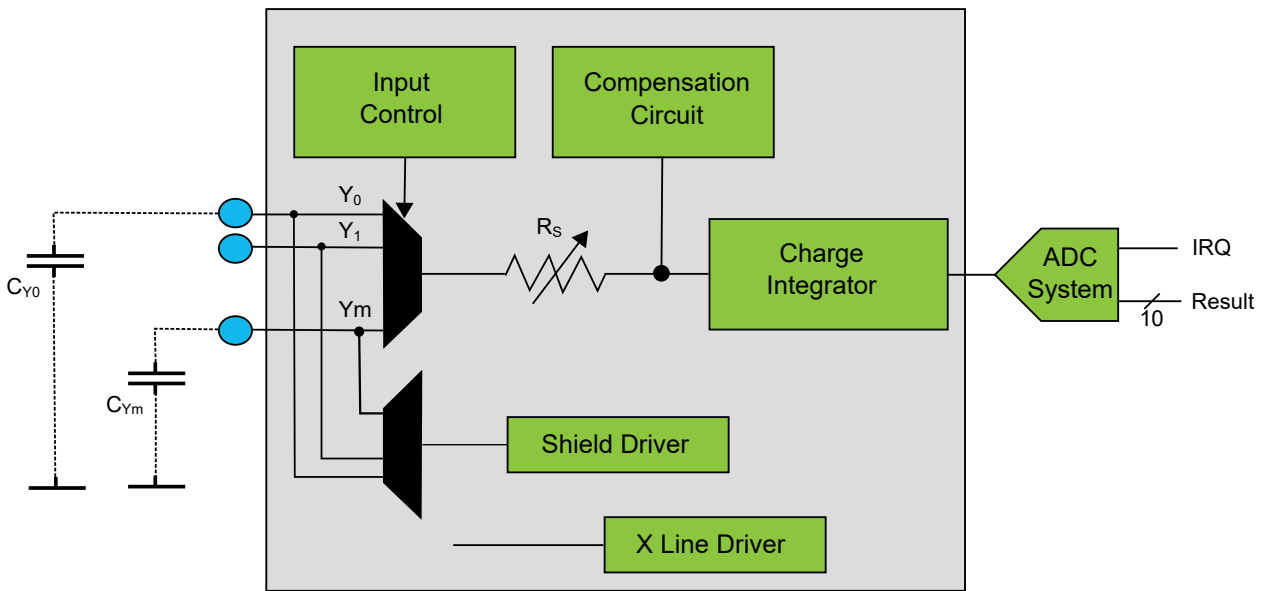 Input
Control
Compensation
Circuit
Y0
Y1
RS
Charge
Integrator
ADC
System
IRQ
Result
10
CY0
Ym
CYm
Shield Driver
X Line Driver